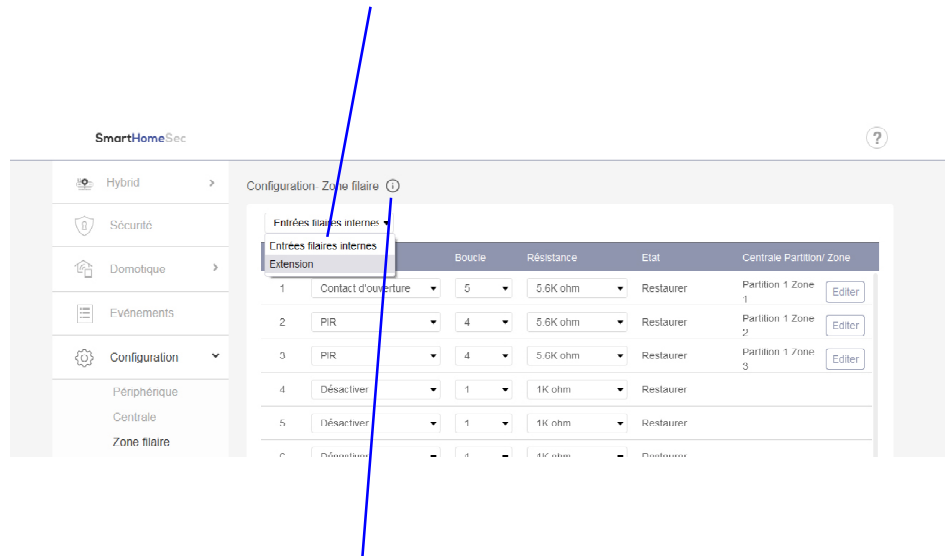 SmartHomeSec
?
Hybrid
Configuration- Zone filaire
Sécurité
Entrées filaires internes
Entrées filaires internes
Extension
Boucle Résistance Etat Centrale Partition/ Zone
Domotique
1 Contact d'ouverture 5 5.6K ohm Restaurer Partition 1 Zone 1 Editer
Evénements
2 PIR 4 5.6K ohm Restaurer Partition 1 Zone 2 Editer
Configuration
3 PIR 4 5.6K ohm Restaurer Partition 1 Zone 3 Editer
Périphérique
4 Désactiver 1 1K ohm Restaurer
Centrale
5 Désactiver 1 1K ohm Restaurer
Zone filaire